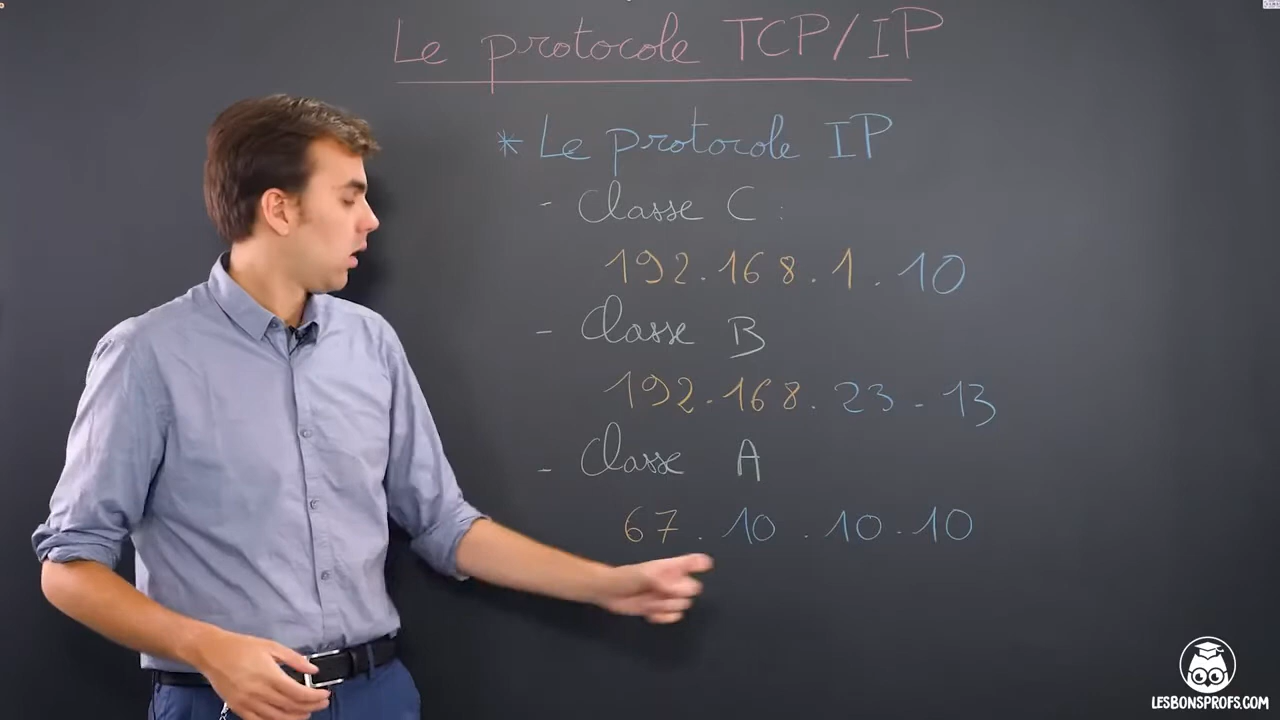 Le protocole TCP/IP
* Le protocole IP
- Classe C :
192.168.1.10
- Classe B
192.168.23.13
- Classe A
67.10.10.10
LESBONSPROFS.COM